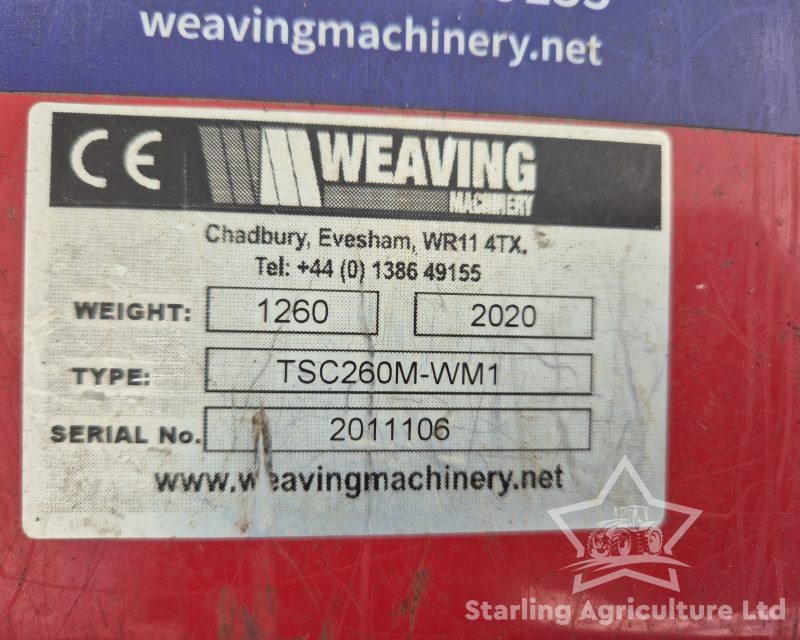 weavingmachinery.net
CE WEAVING
MACHINERY
Chadbury, Evesham, WR11 4TX.
Tel: +44 (0) 1386 49155
WEIGHT: 1260 2020
TYPE: TSC260M-WM1
SERIAL No. 2011106
www.weavingmachinery.net
Starling Agriculture Ltd